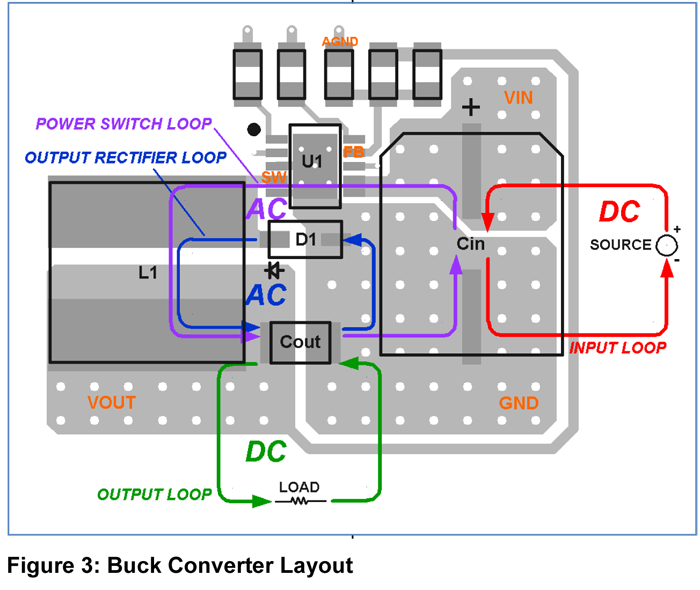 AGND
VIN
+
POWER SWITCH LOOP
OUTPUT RECTIFIER LOOP
U1
FB
SW
AC
DC
D1
Cin
SOURCE
+
-
L1
AC
Cout
INPUT LOOP
VOUT
GND
DC
OUTPUT LOOP
LOAD
Figure 3: Buck Converter Layout